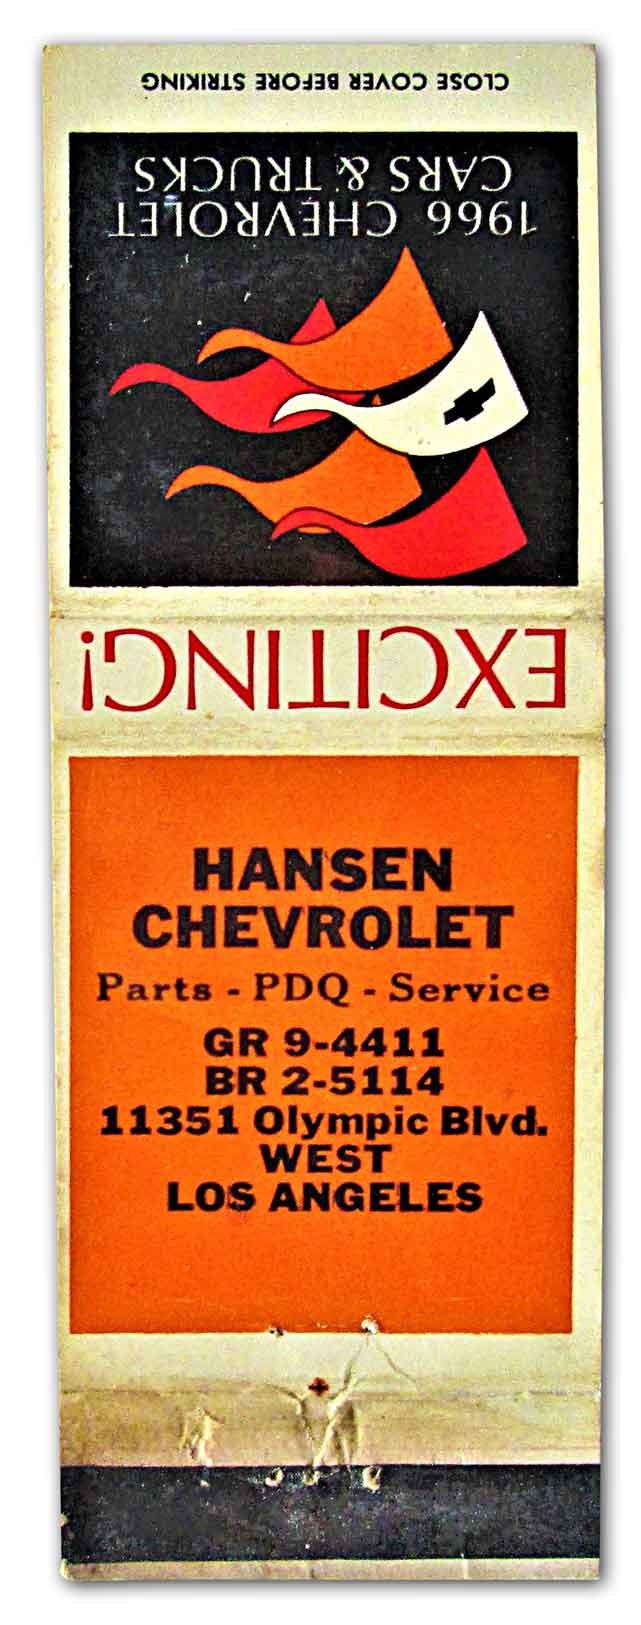 CLOSE COVER BEFORE STRIKING
1966 CHEVROLET
CARS & TRUCKS
EXCITING!
HANSEN
CHEVROLET
Parts - PDQ - Service
GR 9-4411
BR 2-5114
11351 Olympic Blvd.
WEST
LOS ANGELES